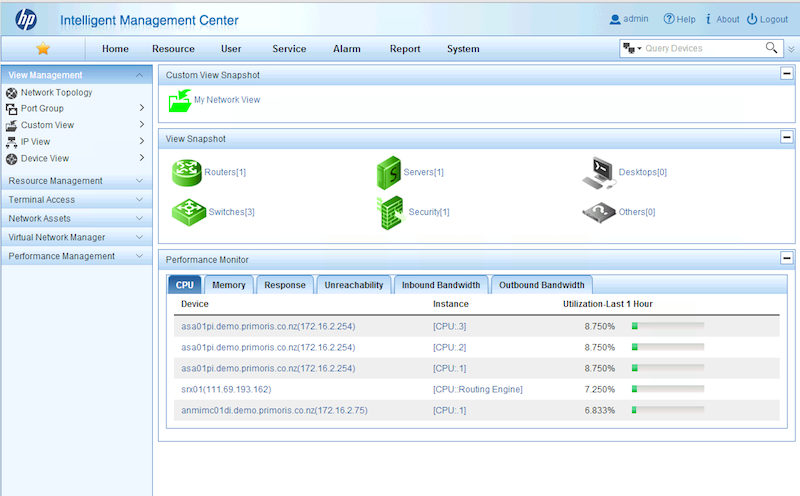 hp Intelligent Management Center
admin Help About Logout
Home Resource User Service Alarm Report System
Query Devices
View Management
Network Topology
Port Group
Custom View
IP View
Device View
Resource Management
Terminal Access
Network Assets
Virtual Network Manager
Performance Management
Custom View Snapshot
My Network View
View Snapshot
Routers[1] Servers[1] Desktops[0]
Switches[3] Security[1] Others[0]
Performance Monitor
CPU Memory Response Unreachability Inbound Bandwidth Outbound Bandwidth
Device Instance Utilization-Last 1 Hour
asa01pi.demo.primoris.co.nz(172.16.2.254) [CPU:.3] 8.750%
asa01pi.demo.primoris.co.nz(172.16.2.254) [CPU:.2] 8.750%
asa01pi.demo.primoris.co.nz(172.16.2.254) [CPU:.1] 8.750%
srx01(111.69.193.162) [CPU::Routing Engine] 7.250%
anmimc01di.demo.primoris.co.nz(172.16.2.75) [CPU:.1] 6.833%